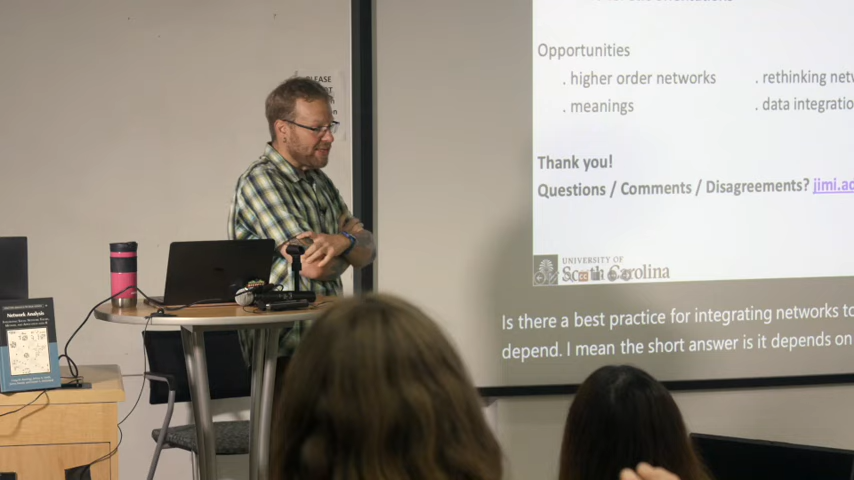 PLEASE
Opportunities
. higher order networks
. rethinking net
. meanings
. data integratio
Thank you!
Questions / Comments / Disagreements? jimi.ad
UNIVERSITY OF
South Carolina
Is there a best practice for integrating networks to
depend. I mean the short answer is it depends on
Network Analysis